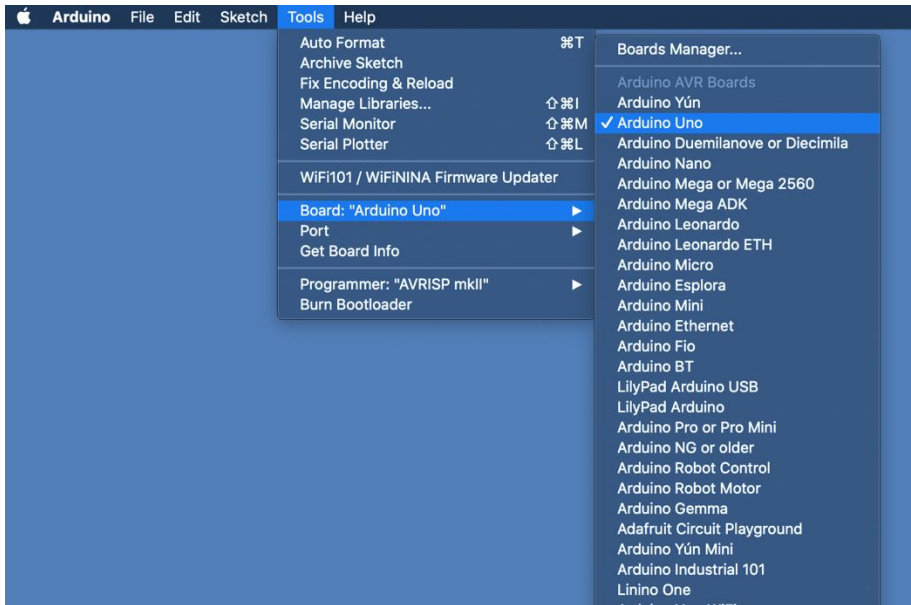 Arduino File Edit Sketch Tools Help
Auto Format ⌘T
Archive Sketch
Fix Encoding & Reload
Manage Libraries... ⇧⌘I
Serial Monitor ⇧⌘M
Serial Plotter ⇧⌘L
WiFi101 / WiFiNINA Firmware Updater
Board: "Arduino Uno" ▶
Port ▶
Get Board Info
Programmer: "AVRISP mkII" ▶
Burn Bootloader
Boards Manager...
Arduino AVR Boards
Arduino Yún
✓ Arduino Uno
Arduino Duemilanove or Diecimila
Arduino Nano
Arduino Mega or Mega 2560
Arduino Mega ADK
Arduino Leonardo
Arduino Leonardo ETH
Arduino Micro
Arduino Esplora
Arduino Mini
Arduino Ethernet
Arduino Fio
Arduino BT
LilyPad Arduino USB
LilyPad Arduino
Arduino Pro or Pro Mini
Arduino NG or older
Arduino Robot Control
Arduino Robot Motor
Arduino Gemma
Adafruit Circuit Playground
Arduino Yún Mini
Arduino Industrial 101
Linino One